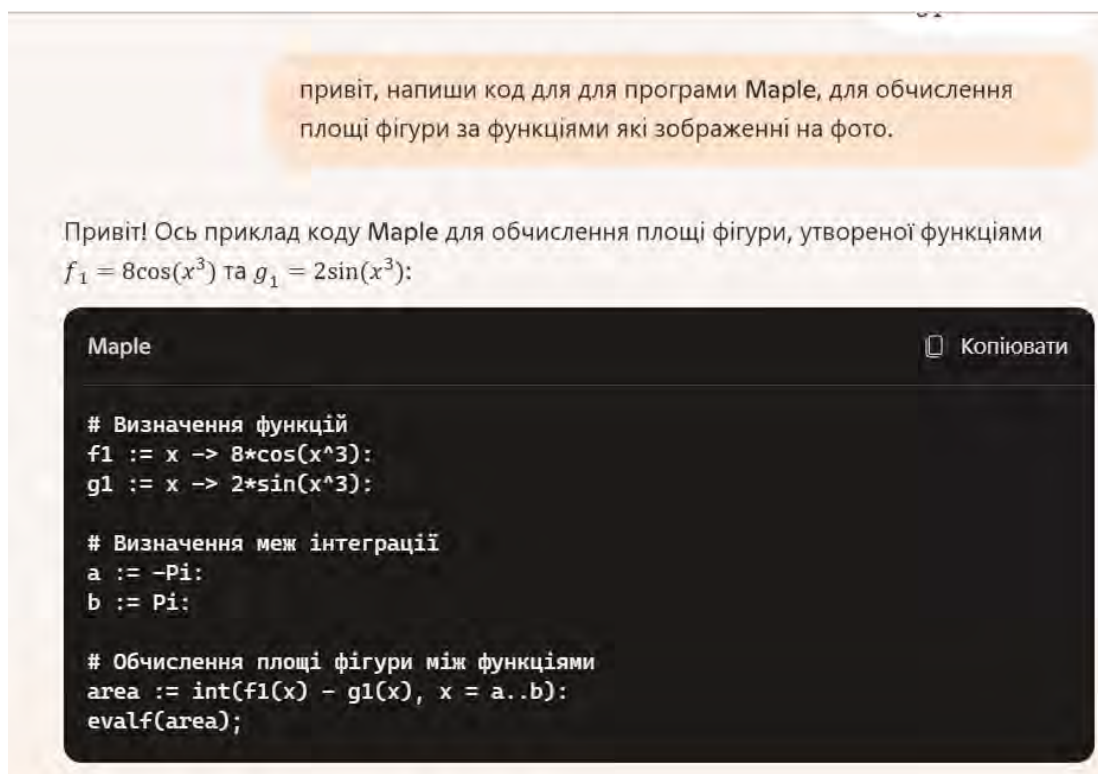 привіт, напиши код для для програми Maple, для обчислення
площі фігури за функціями які зображенні на фото.
Привіт! Ось приклад коду Maple для обчислення площі фігури, утвореної функціями
f₁ = 8cos(x³) та g₁ = 2sin(x³):
Maple
Копіювати
# Визначення функцій
f1 := x -> 8*cos(x^3):
g1 := x -> 2*sin(x^3):
# Визначення меж інтеграції
a := -Pi:
b := Pi:
# Обчислення площі фігури між функціями
area := int(f1(x) - g1(x), x = a..b):
evalf(area);